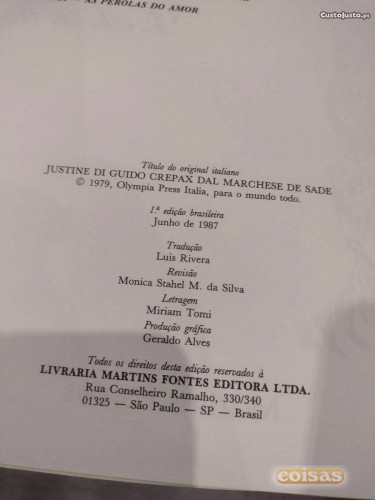 AS PEROLAS DO AMOR
CustoJusto.pt
Título do original italiano
JUSTINE DI GUIDO CREPAX DAL MARCHESE DE SADE
© 1979, Olympia Press Italia, para o mundo todo.
1.ª edição brasileira
Junho de 1987
Tradução
Luis Rivera
Revisão
Monica Stahel M. da Silva
Letragem
Miriam Tomi
Produção gráfica
Geraldo Alves
Todos os direitos desta edição reservados à
LIVRARIA MARTINS FONTES EDITORA LTDA.
Rua Conselheiro Ramalho, 330/340
01325 — São Paulo — SP — Brasil
coisas